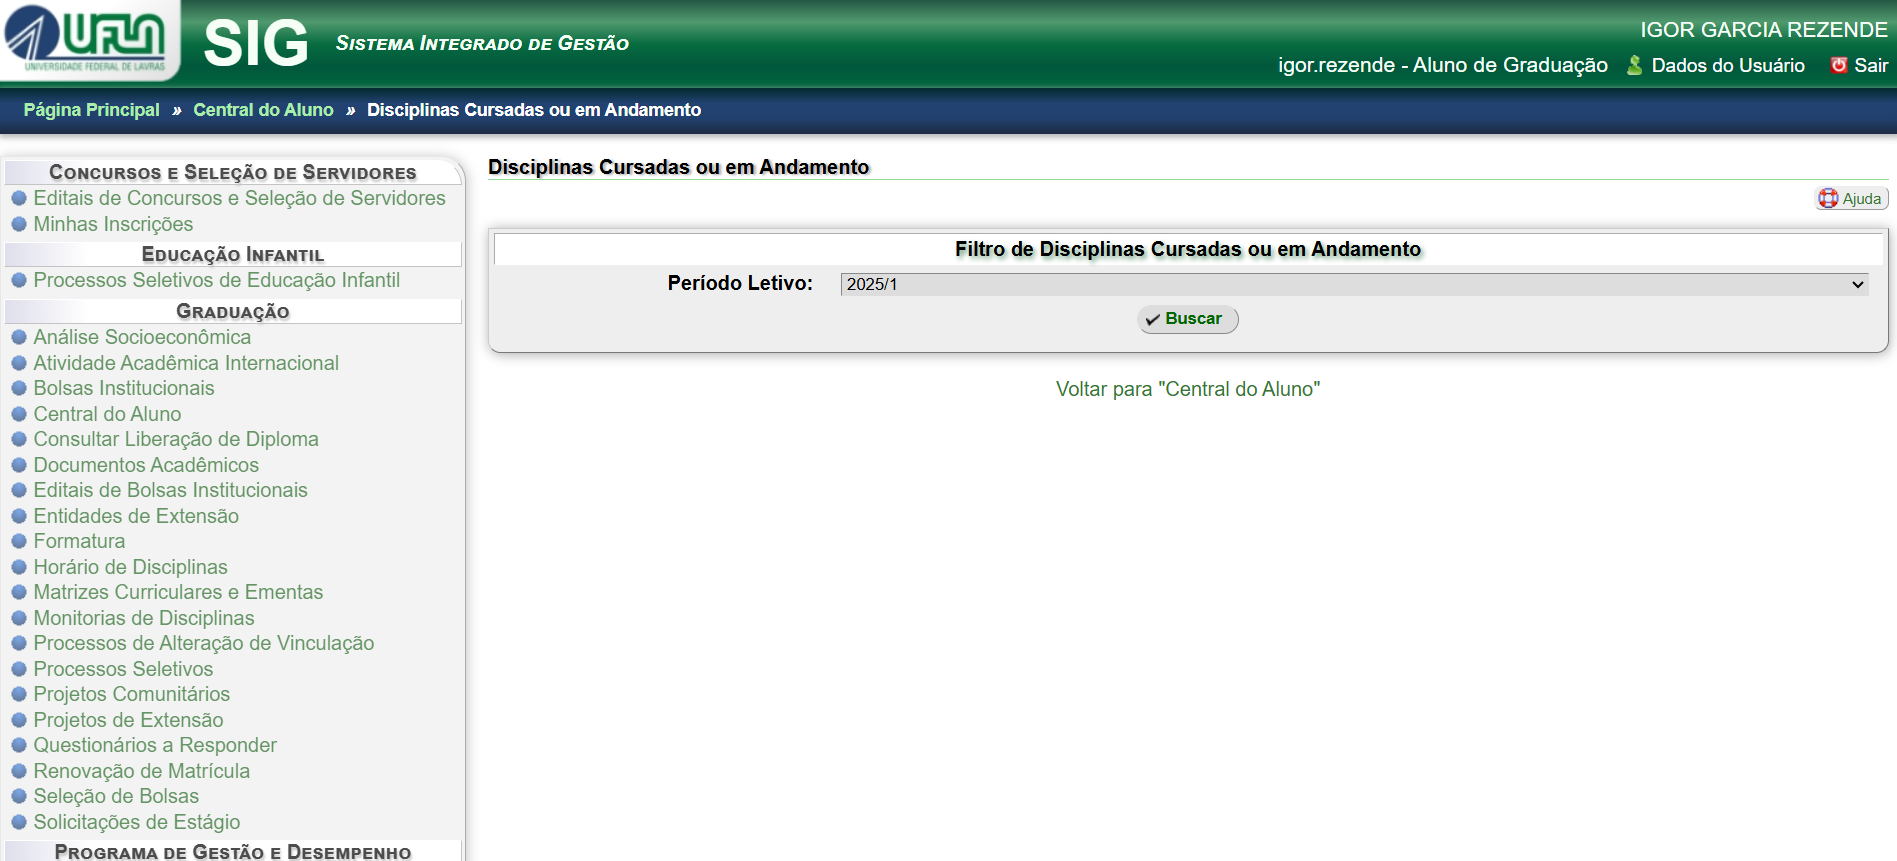 UFLA
UNIVERSIDADE FEDERAL DE LAVRAS
SIG
Sistema Integrado de Gestão
IGOR GARCIA REZENDE
igor.rezende - Aluno de Graduação Dados do Usuário Sair
Página Principal » Central do Aluno » Disciplinas Cursadas ou em Andamento
Concursos e Seleção de Servidores
Editais de Concursos e Seleção de Servidores
Minhas Inscrições
Educação Infantil
Processos Seletivos de Educação Infantil
Graduação
Análise Socioeconômica
Atividade Acadêmica Internacional
Bolsas Institucionais
Central do Aluno
Consultar Liberação de Diploma
Documentos Acadêmicos
Editais de Bolsas Institucionais
Entidades de Extensão
Formatura
Horário de Disciplinas
Matrizes Curriculares e Ementas
Monitorias de Disciplinas
Processos de Alteração de Vinculação
Processos Seletivos
Projetos Comunitários
Projetos de Extensão
Questionários a Responder
Renovação de Matrícula
Seleção de Bolsas
Solicitações de Estágio
Programa de Gestão e Desempenho
Disciplinas Cursadas ou em Andamento
Ajuda
Filtro de Disciplinas Cursadas ou em Andamento
Período Letivo: 2025/1
Buscar
Voltar para "Central do Aluno"